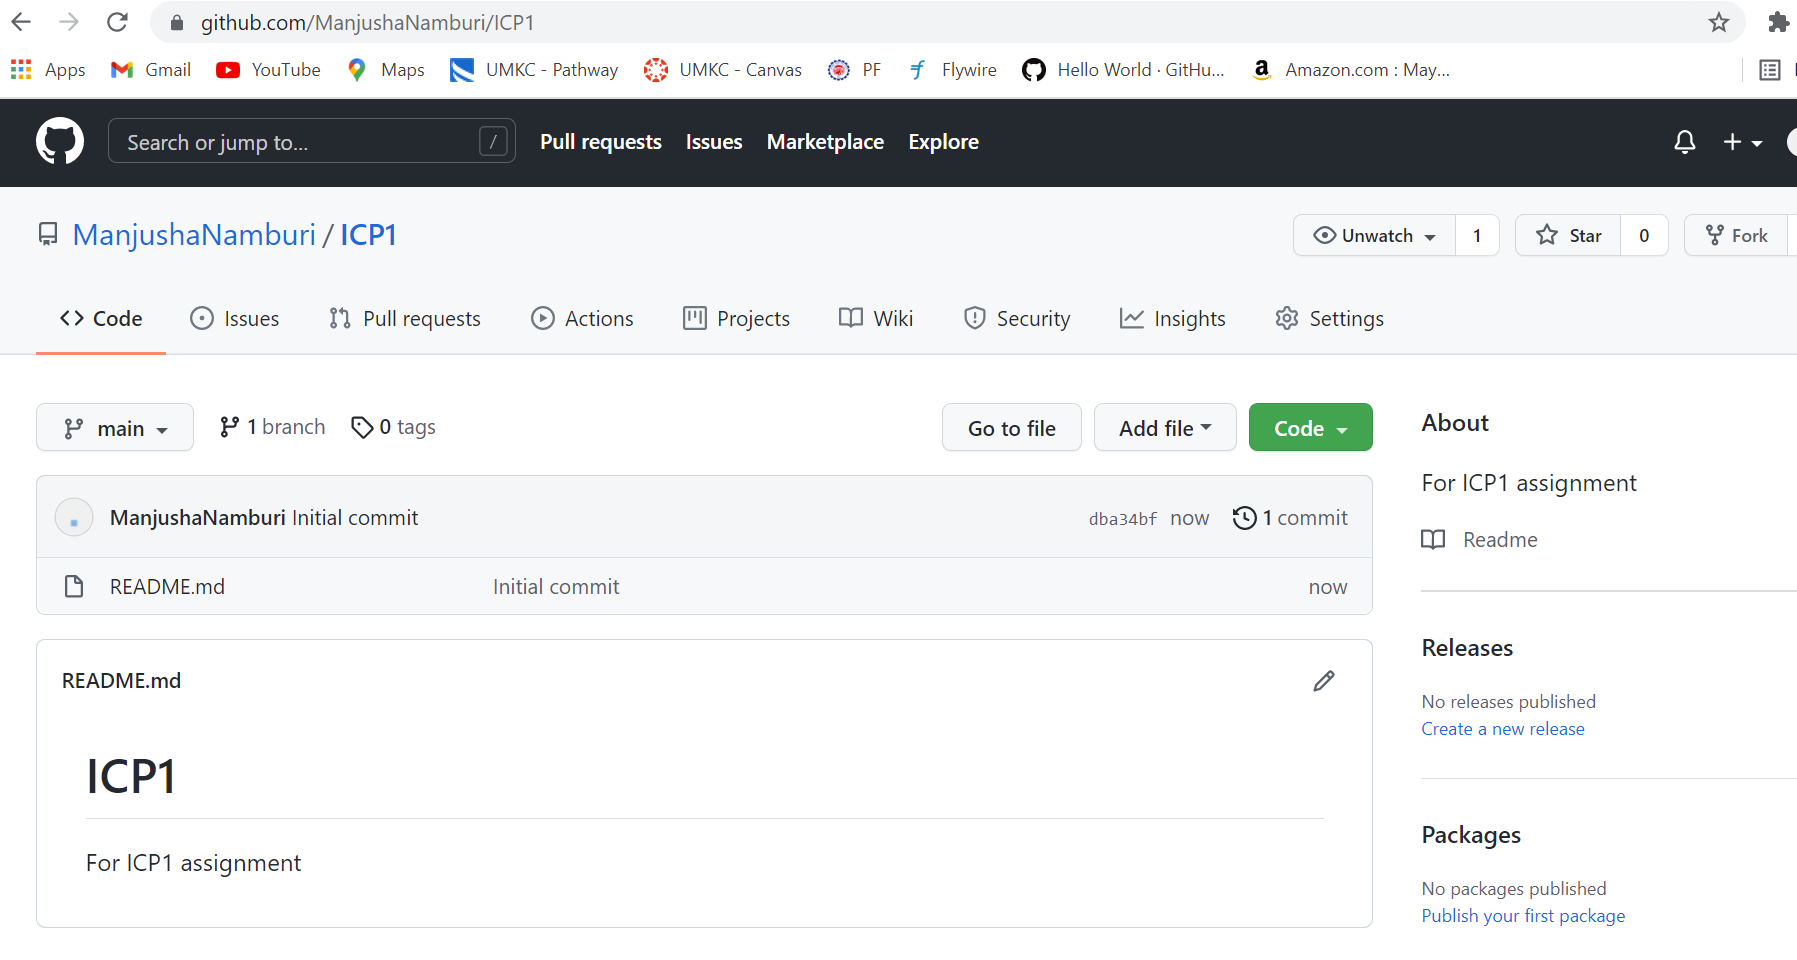 github.com/ManjushaNamburi/ICP1
Apps Gmail YouTube Maps UMKC - Pathway UMKC - Canvas PF Flywire Hello World · GitHu... Amazon.com : May...
Search or jump to... / Pull requests Issues Marketplace Explore
ManjushaNamburi / ICP1 Unwatch 1 Star 0 Fork
Code Issues Pull requests Actions Projects Wiki Security Insights Settings
main 1 branch 0 tags Go to file Add file Code
ManjushaNamburi Initial commit dba34bf now 1 commit
README.md Initial commit now
README.md
ICP1
For ICP1 assignment
About
For ICP1 assignment
Readme
Releases
No releases published
Create a new release
Packages
No packages published
Publish your first package